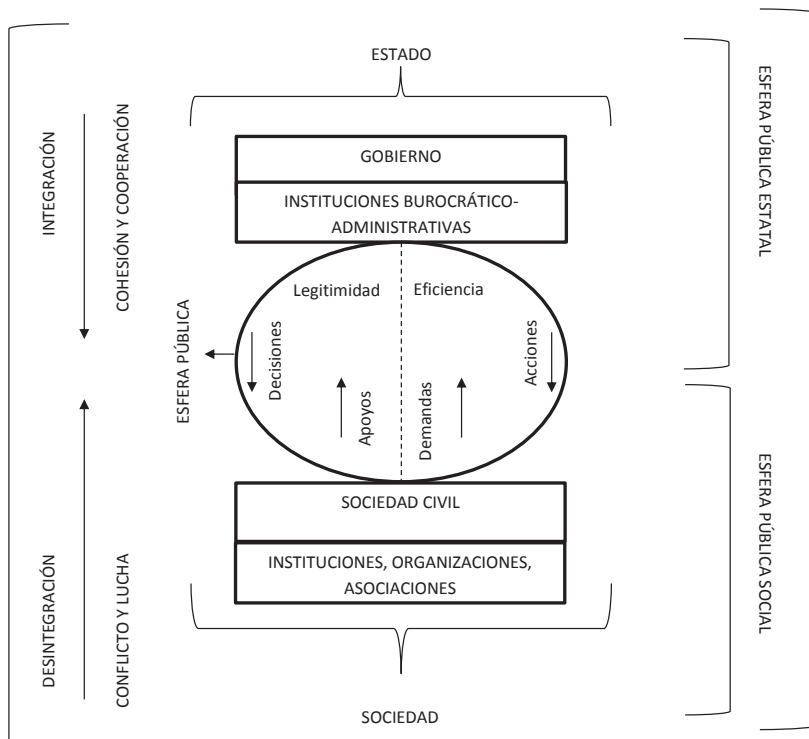 ESTADO
GOBIERNO
INSTITUCIONES BUROCRÁTICO-
ADMINISTRATIVAS
INTEGRACIÓN
COHESIÓN Y COOPERACIÓN
ESFERA PÚBLICA ESTATAL
Legitimidad
Eficiencia
ESFERA PÚBLICA
Decisiones
Apoyos
Demandas
Acciones
SOCIEDAD CIVIL
INSTITUCIONES, ORGANIZACIONES,
ASOCIACIONES
DESINTEGRACIÓN
CONFLICTO Y LUCHA
ESFERA PÚBLICA SOCIAL
SOCIEDAD